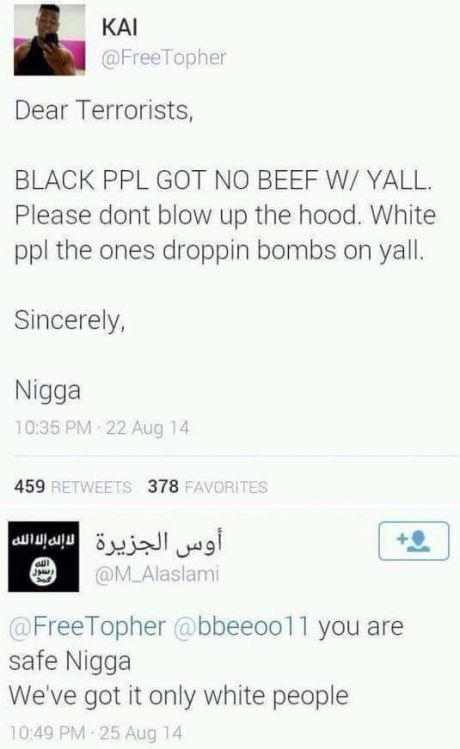 KAI
@FreeTopher
Dear Terrorists,
BLACK PPL GOT NO BEEF W/ YALL.
Please dont blow up the hood. White
ppl the ones droppin bombs on yall.
Sincerely,
Nigga
10:35 PM · 22 Aug 14
459 RETWEETS 378 FAVORITES
لا إله إلا الله
الله
رسول
محمد
أوس الجزيرة
@M_Alaslami
@FreeTopher @bbeeoo11 you are
safe Nigga
We've got it only white people
10:49 PM · 25 Aug 14